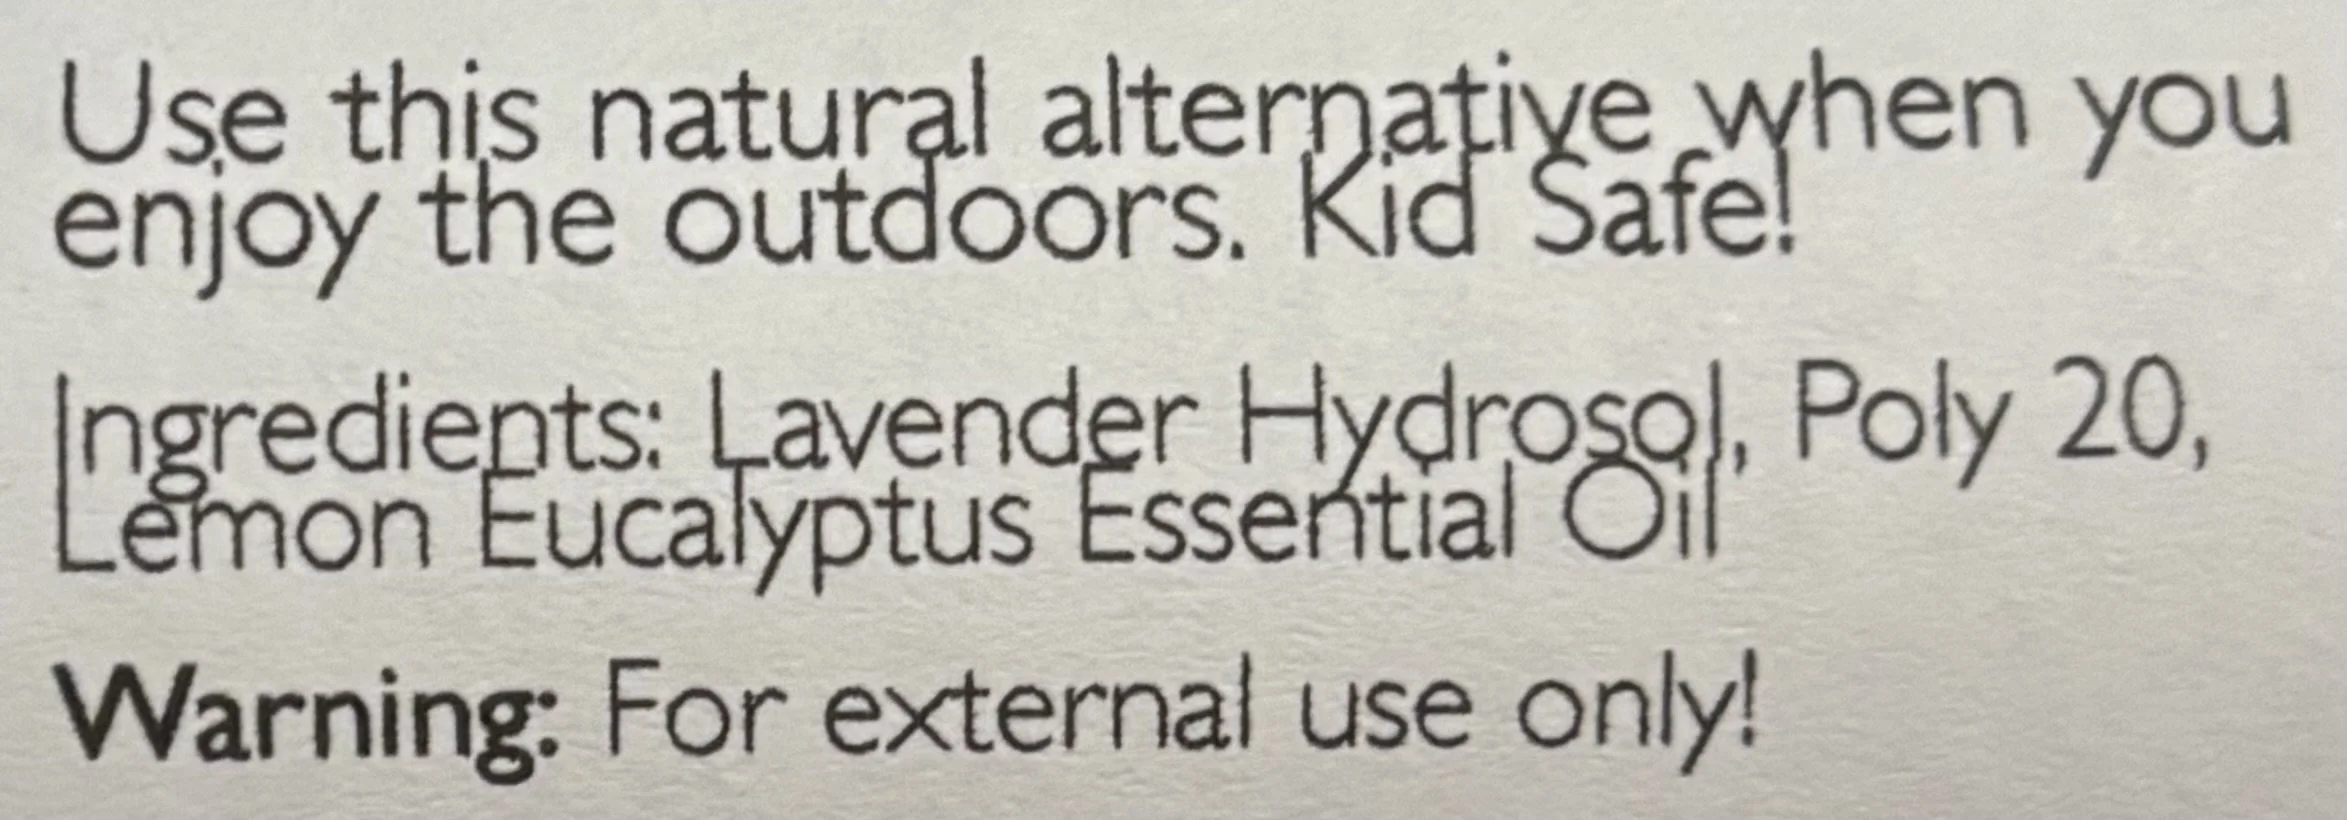 Use this natural alternative when you
enjoy the outdoors. Kid Safe!
Ingredients: Lavender Hydrosol, Poly 20,
Lemon Eucalyptus Essential Oil
Warning: For external use only!